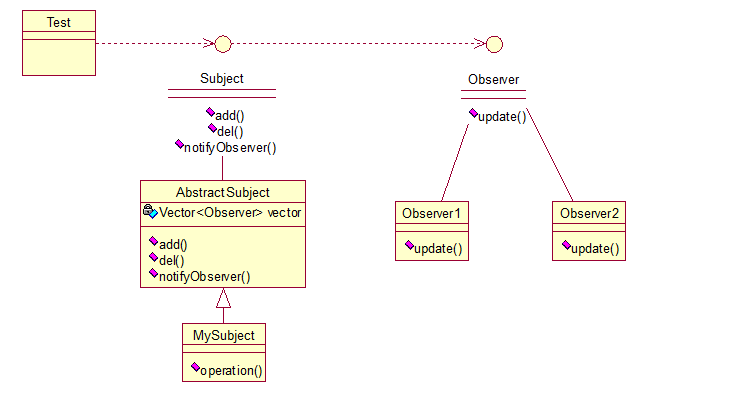 Test
Subject
add()
del()
notifyObserver()
Observer
update()
AbstractSubject
Vector<Observer> vector
add()
del()
notifyObserver()
Observer1
update()
Observer2
update()
MySubject
operation()